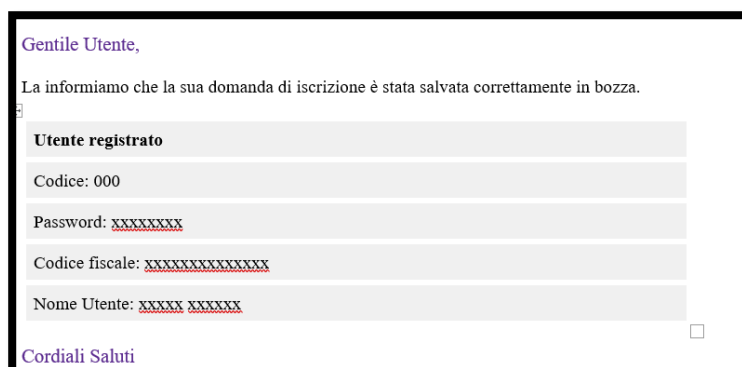 Gentile Utente,
La informiamo che la sua domanda di iscrizione è stata salvata correttamente in bozza.
Utente registrato
Codice: 000
Password: xxxxxxxx
Codice fiscale: xxxxxxxxxxxxxx
Nome Utente: xxxxx xxxxxx
Cordiali Saluti